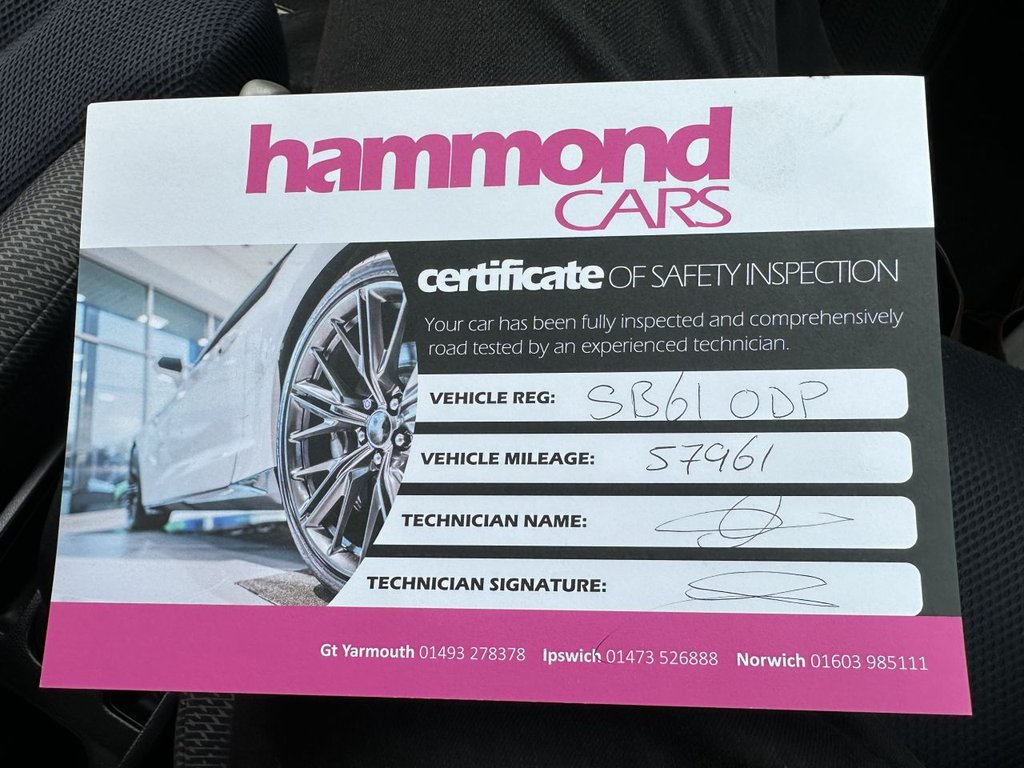 hammond
CARS
certificate OF SAFETY INSPECTION
Your car has been fully inspected and comprehensively
road tested by an experienced technician.
VEHICLE REG: SB61 ODP
VEHICLE MILEAGE: 57961
TECHNICIAN NAME:
TECHNICIAN SIGNATURE:
Gt Yarmouth 01493 278378 Ipswich 01473 526888 Norwich 01603 985111